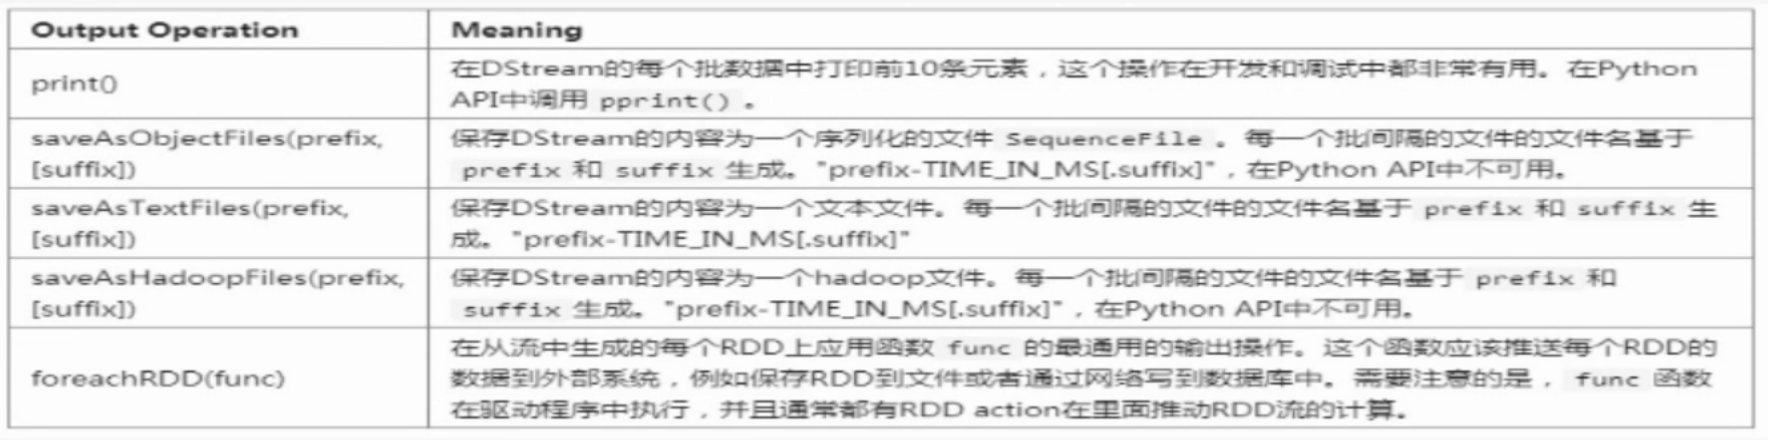 Output Operation
Meaning
print()
在DStream的每个批数据中打印前10条元素，这个操作在开发和调试中都非常有用。在Python
API中调用 pprint() 。
saveAsObjectFiles(prefix,
[suffix])
保存DStream的内容为一个序列化的文件 SequenceFile 。每一个批间隔的文件的文件名基于
prefix 和 suffix 生成。"prefix-TIME_IN_MS[.suffix]"，在Python API中不可用。
saveAsTextFiles(prefix,
[suffix])
保存DStream的内容为一个文本文件。每一个批间隔的文件的文件名基于 prefix 和 suffix 生
成。"prefix-TIME_IN_MS[.suffix]"
saveAsHadoopFiles(prefix,
[suffix])
保存DStream的内容为一个hadoop文件。每一个批间隔的文件的文件名基于 prefix 和
suffix 生成。"prefix-TIME_IN_MS[.suffix]"，在Python API中不可用。
foreachRDD(func)
在从流中生成的每个RDD上应用函数 func 的最通用的输出操作。这个函数应该推送每个RDD的
数据到外部系统，例如保存RDD到文件或者通过网络写到数据库中。需要注意的是， func 函数
在驱动程序中执行，并且通常都有RDD action在里面推动RDD流的计算。